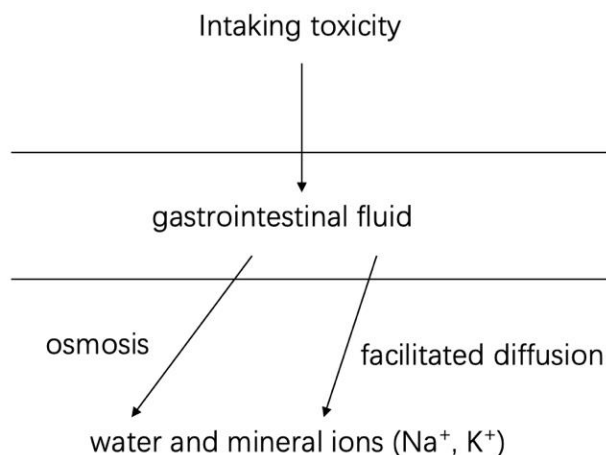 Intaking toxicity
gastrointestinal fluid
osmosis
facilitated diffusion
water and mineral ions (Na⁺, K⁺)